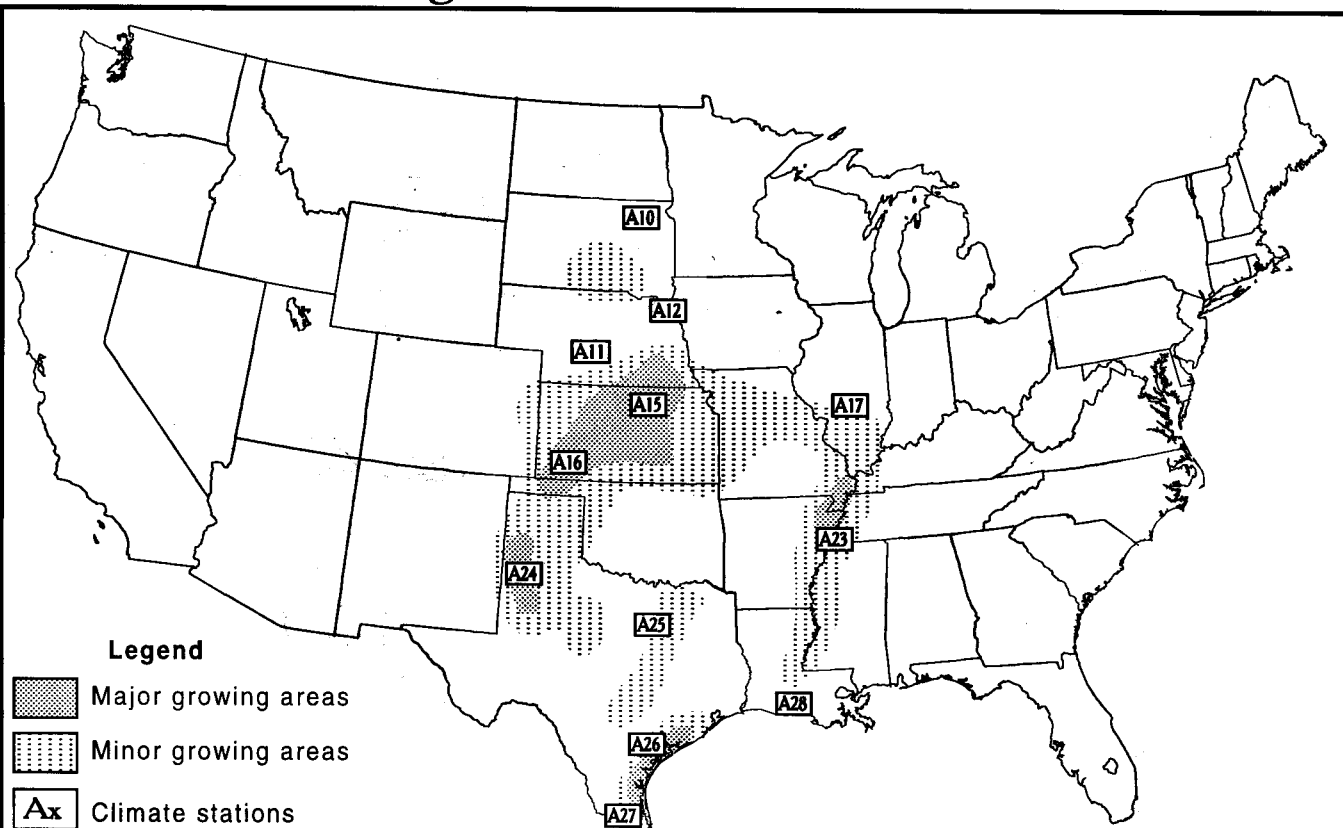 A10
A12
A11
A15
A17
A16
A23
A24
A25
A28
A26
A27
Legend
Major growing areas
Minor growing areas
Ax Climate stations